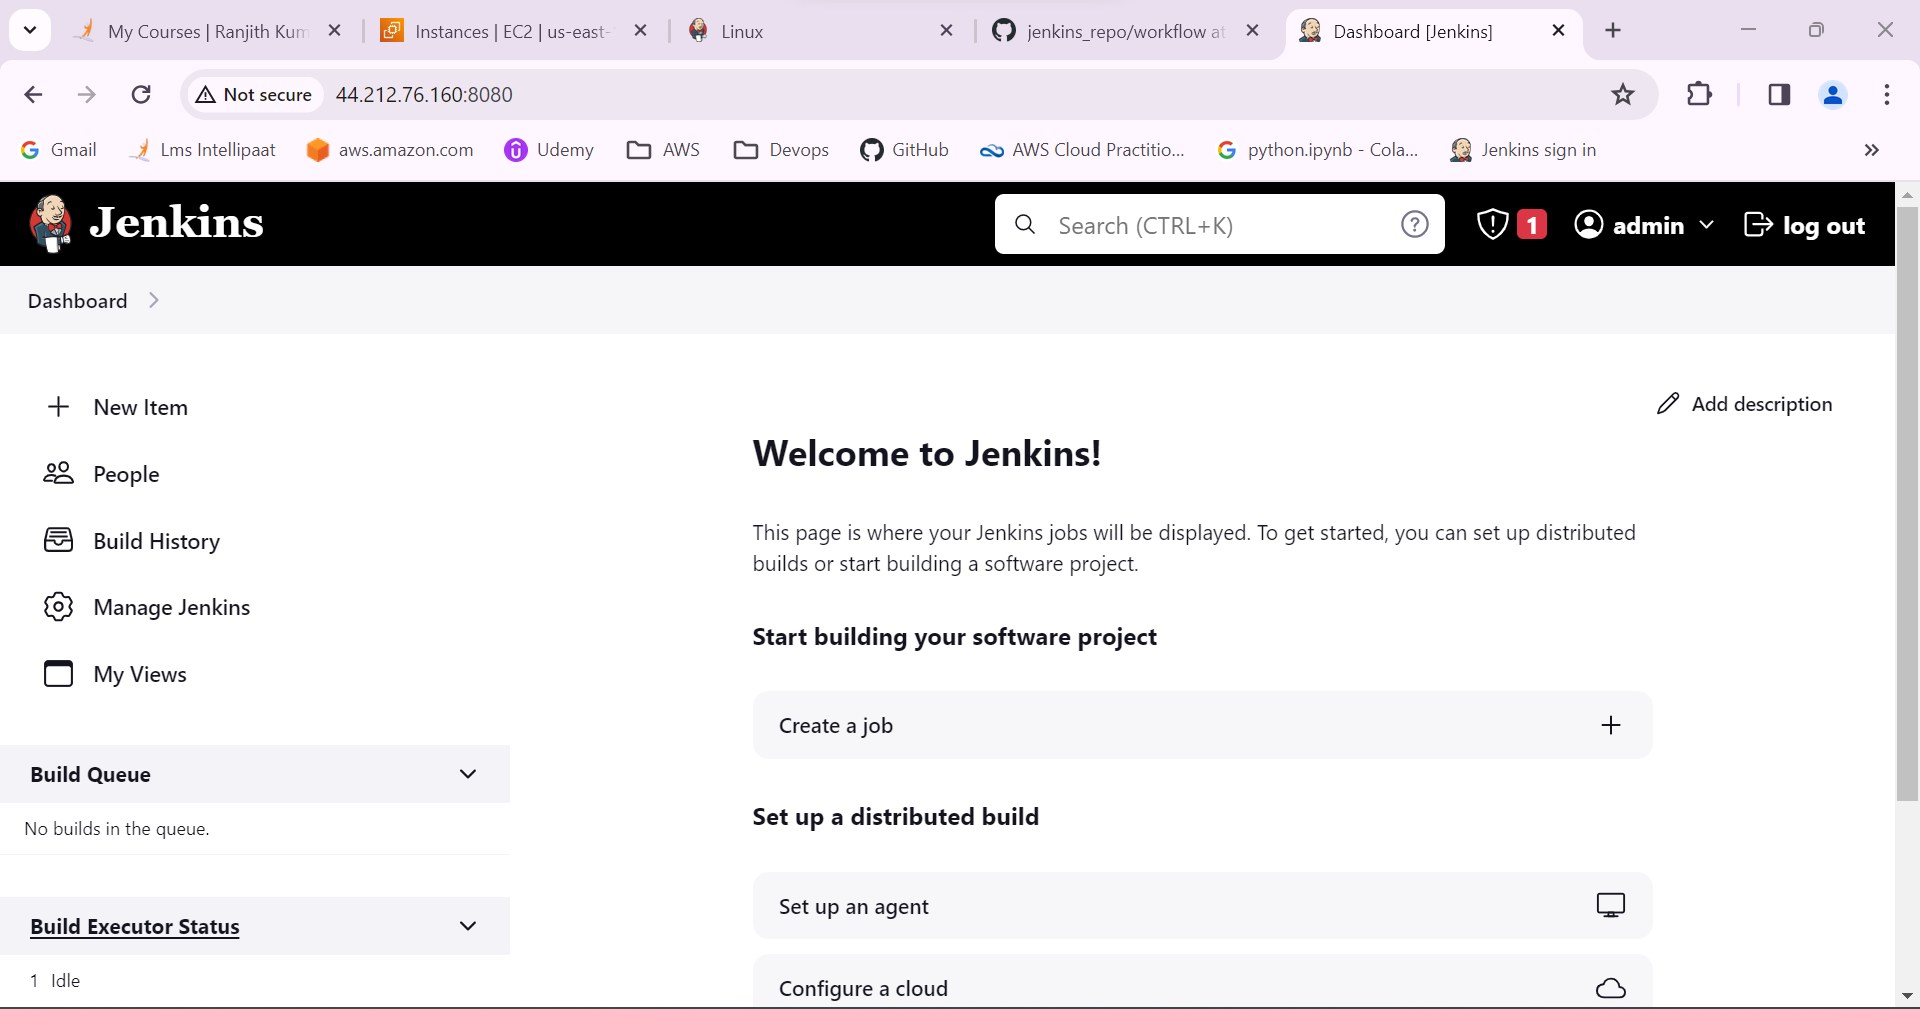 My Courses | Ranjith Kum
Instances | EC2 | us-east-
Linux
jenkins_repo/workflow at
Dashboard [Jenkins]
Not secure
44.212.76.160:8080
Gmail
Lms Intellipaat
aws.amazon.com
Udemy
AWS
Devops
GitHub
AWS Cloud Practitio...
python.ipynb - Cola...
Jenkins sign in
Jenkins
Search (CTRL+K)
1
admin
log out
Dashboard
New Item
People
Build History
Manage Jenkins
My Views
Build Queue
No builds in the queue.
Build Executor Status
1 Idle
Add description
Welcome to Jenkins!
This page is where your Jenkins jobs will be displayed. To get started, you can set up distributed
builds or start building a software project.
Start building your software project
Create a job
Set up a distributed build
Set up an agent
Configure a cloud